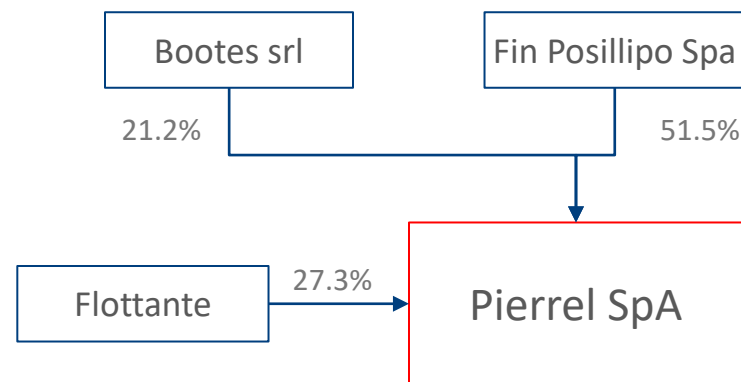 Bootes srl
Fin Posillipo Spa
21.2%
51.5%
27.3%
Flottante
Pierrel SpA